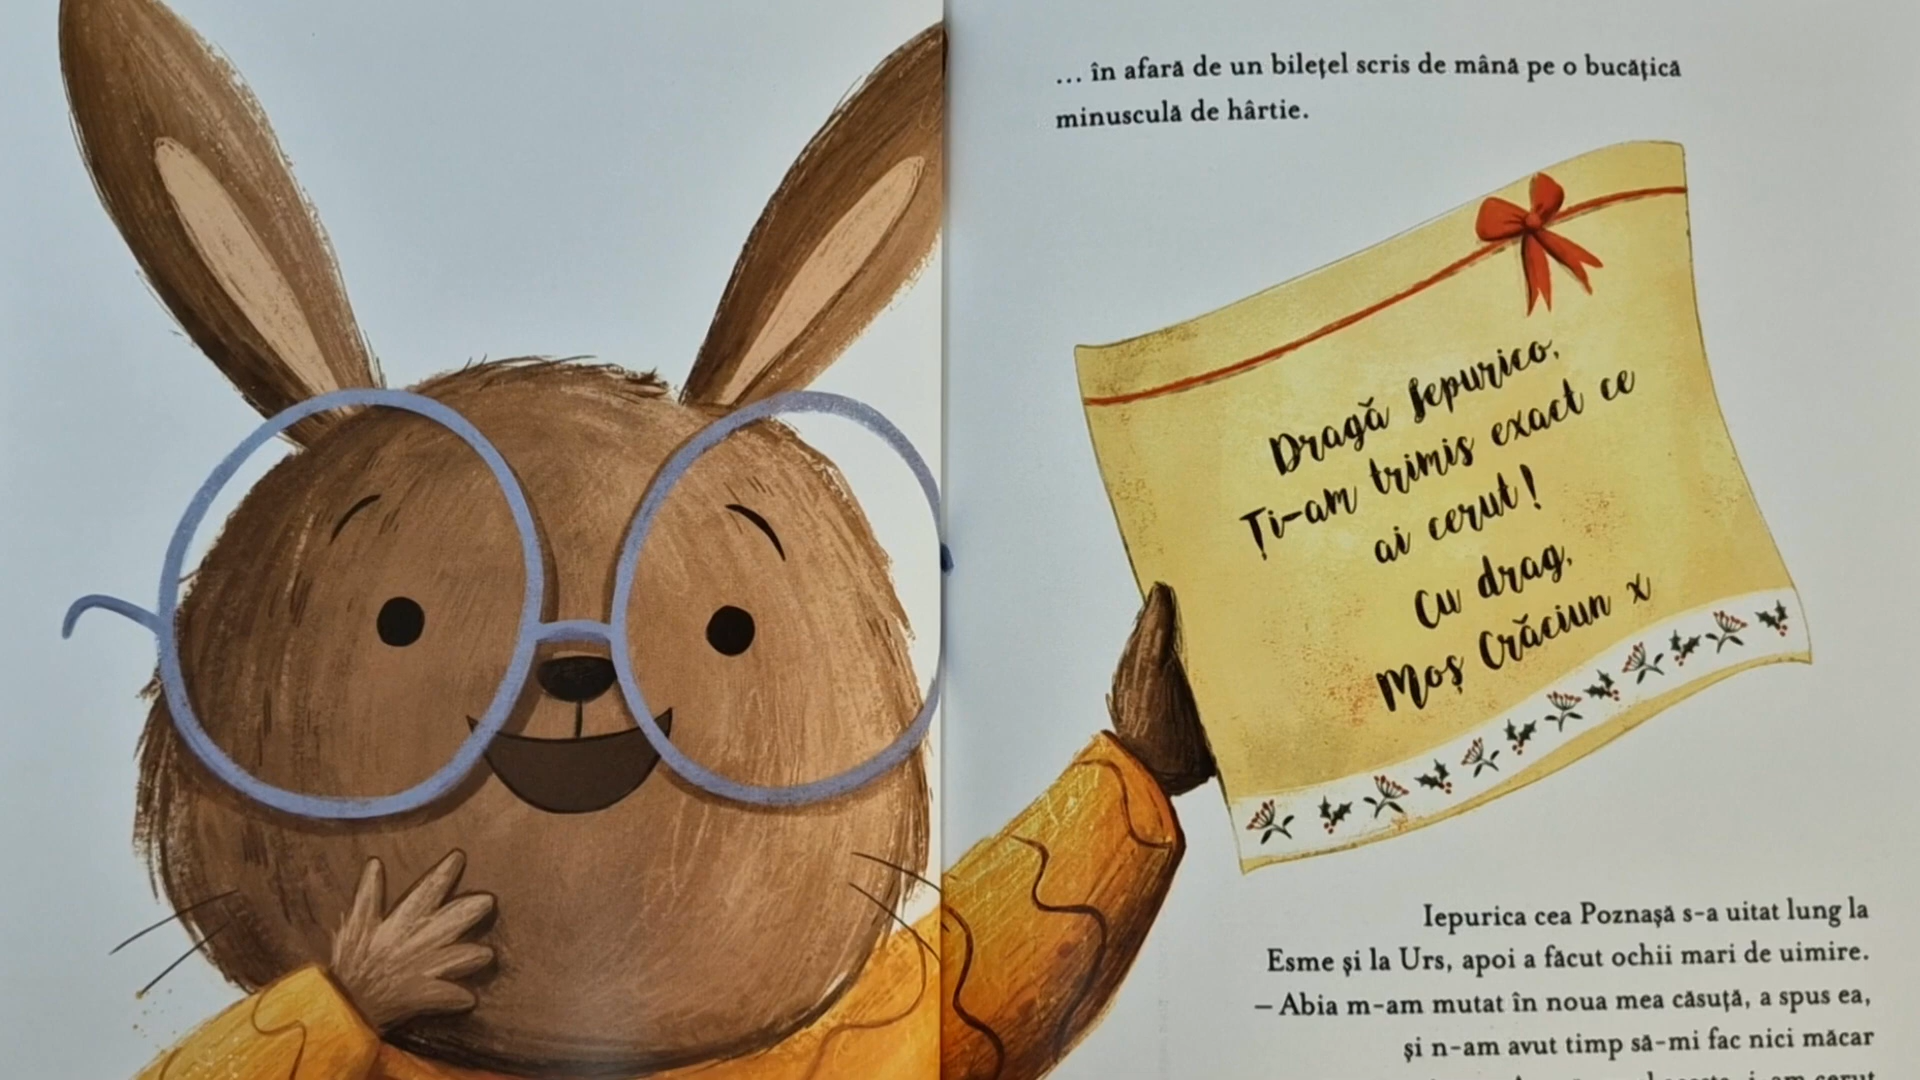 ... în afară de un bilețel scris de mână pe o bucățică
minusculă de hârtie.
Dragă Iepurico,
Ți-am trimis exact ce
ai cerut!
Cu drag,
Moș Crăciun x
Iepurica cea Poznașă s-a uitat lung la
Esme și la Urs, apoi a făcut ochii mari de uimire.
– Abia m-am mutat în noua mea căsuță, a spus ea,
și n-am avut timp să-mi fac nici măcar